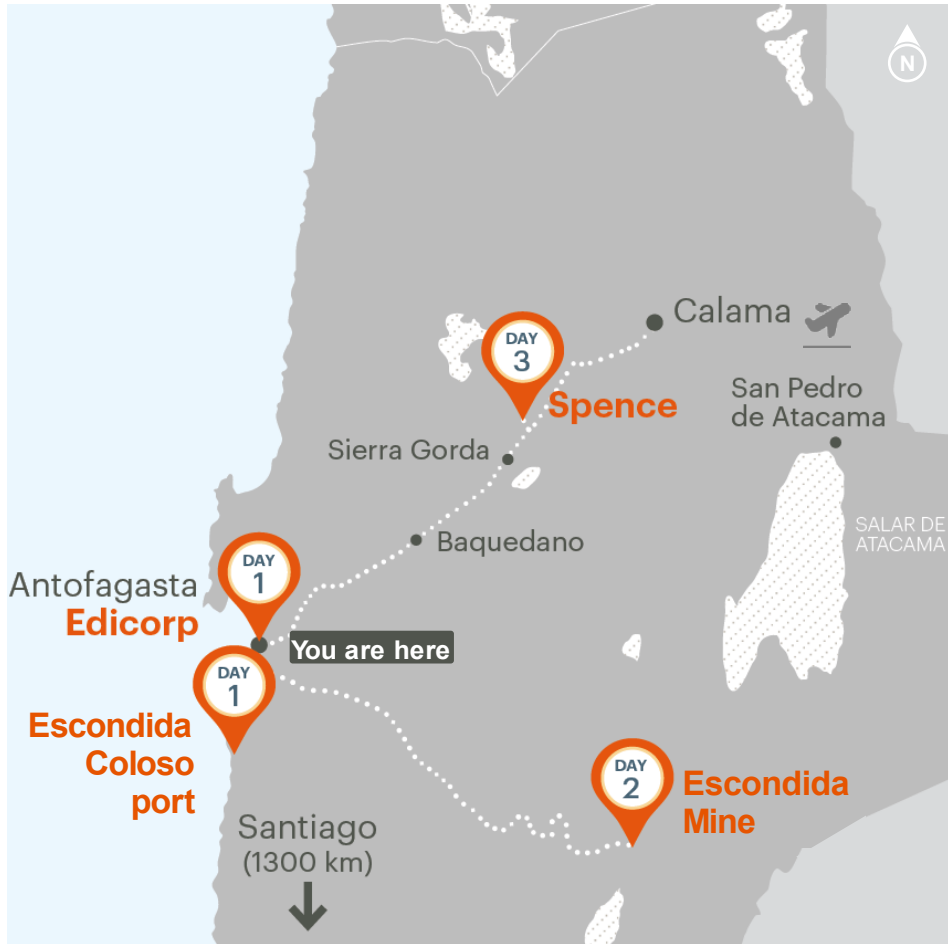 N
Calama
DAY
3
San Pedro
de Atacama
Spence
Sierra Gorda
SALAR DE
ATACAMA
Baquedano
DAY
1
Antofagasta
Edicorp
You are here
DAY
1
Escondida
Coloso
port
DAY
2
Escondida
Mine
Santiago
(1300 km)